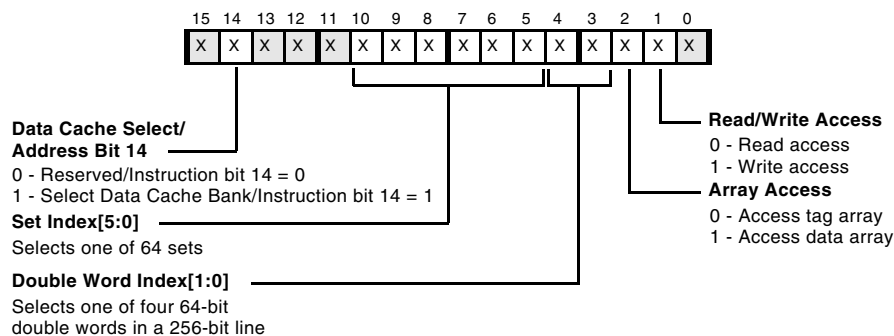 15 14 13 12 11 10 9 8 7 6 5 4 3 2 1 0
X X X X X X X X X X X X X X X X
Data Cache Select/
Address Bit 14
0 - Reserved/Instruction bit 14 = 0
1 - Select Data Cache Bank/Instruction bit 14 = 1
Set Index[5:0]
Selects one of 64 sets
Double Word Index[1:0]
Selects one of four 64-bit
double words in a 256-bit line
Read/Write Access
0 - Read access
1 - Write access
Array Access
0 - Access tag array
1 - Access data array